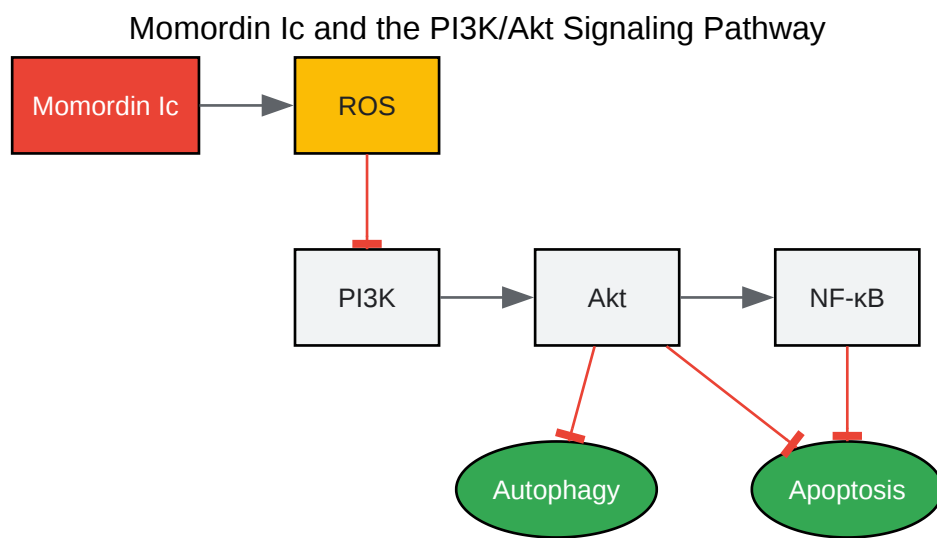 Momordin Ic and the PI3K/Akt Signaling Pathway
Momordin Ic
ROS
PI3K
Akt
NF-κB
Autophagy
Apoptosis